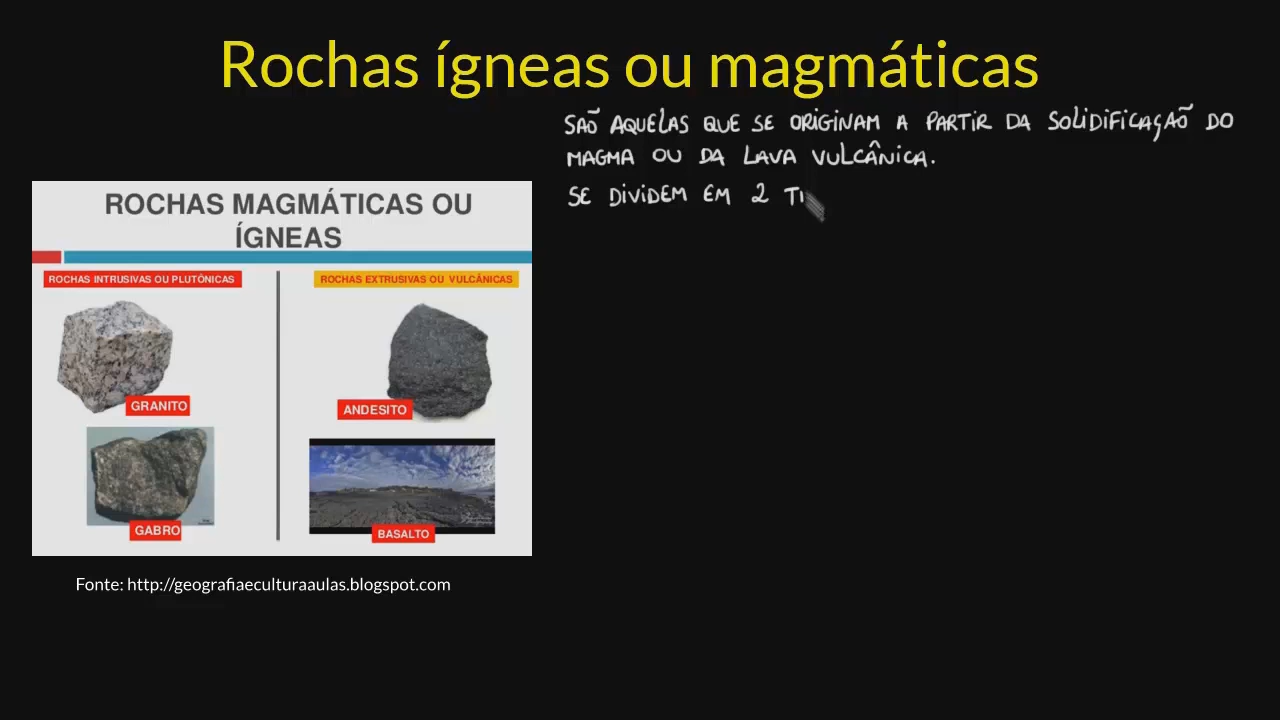 Rochas ígneas ou magmáticas
SAÕ AQUELAS QUE SE ORIGINAM A PARTIR DA SOLIDIFICAÇAÕ DO
MAGMA OU DA LAVA VULCÂNICA.
SE DIVIDEM EM 2 TI
ROCHAS MAGMÁTICAS OU
ÍGNEAS
ROCHAS INTRUSIVAS OU PLUTÔNICAS
ROCHAS EXTRUSIVAS OU VULCÂNICAS
GRANITO
ANDESITO
GABRO
BASALTO
Fonte: http://geografiaeculturaaulas.blogspot.com